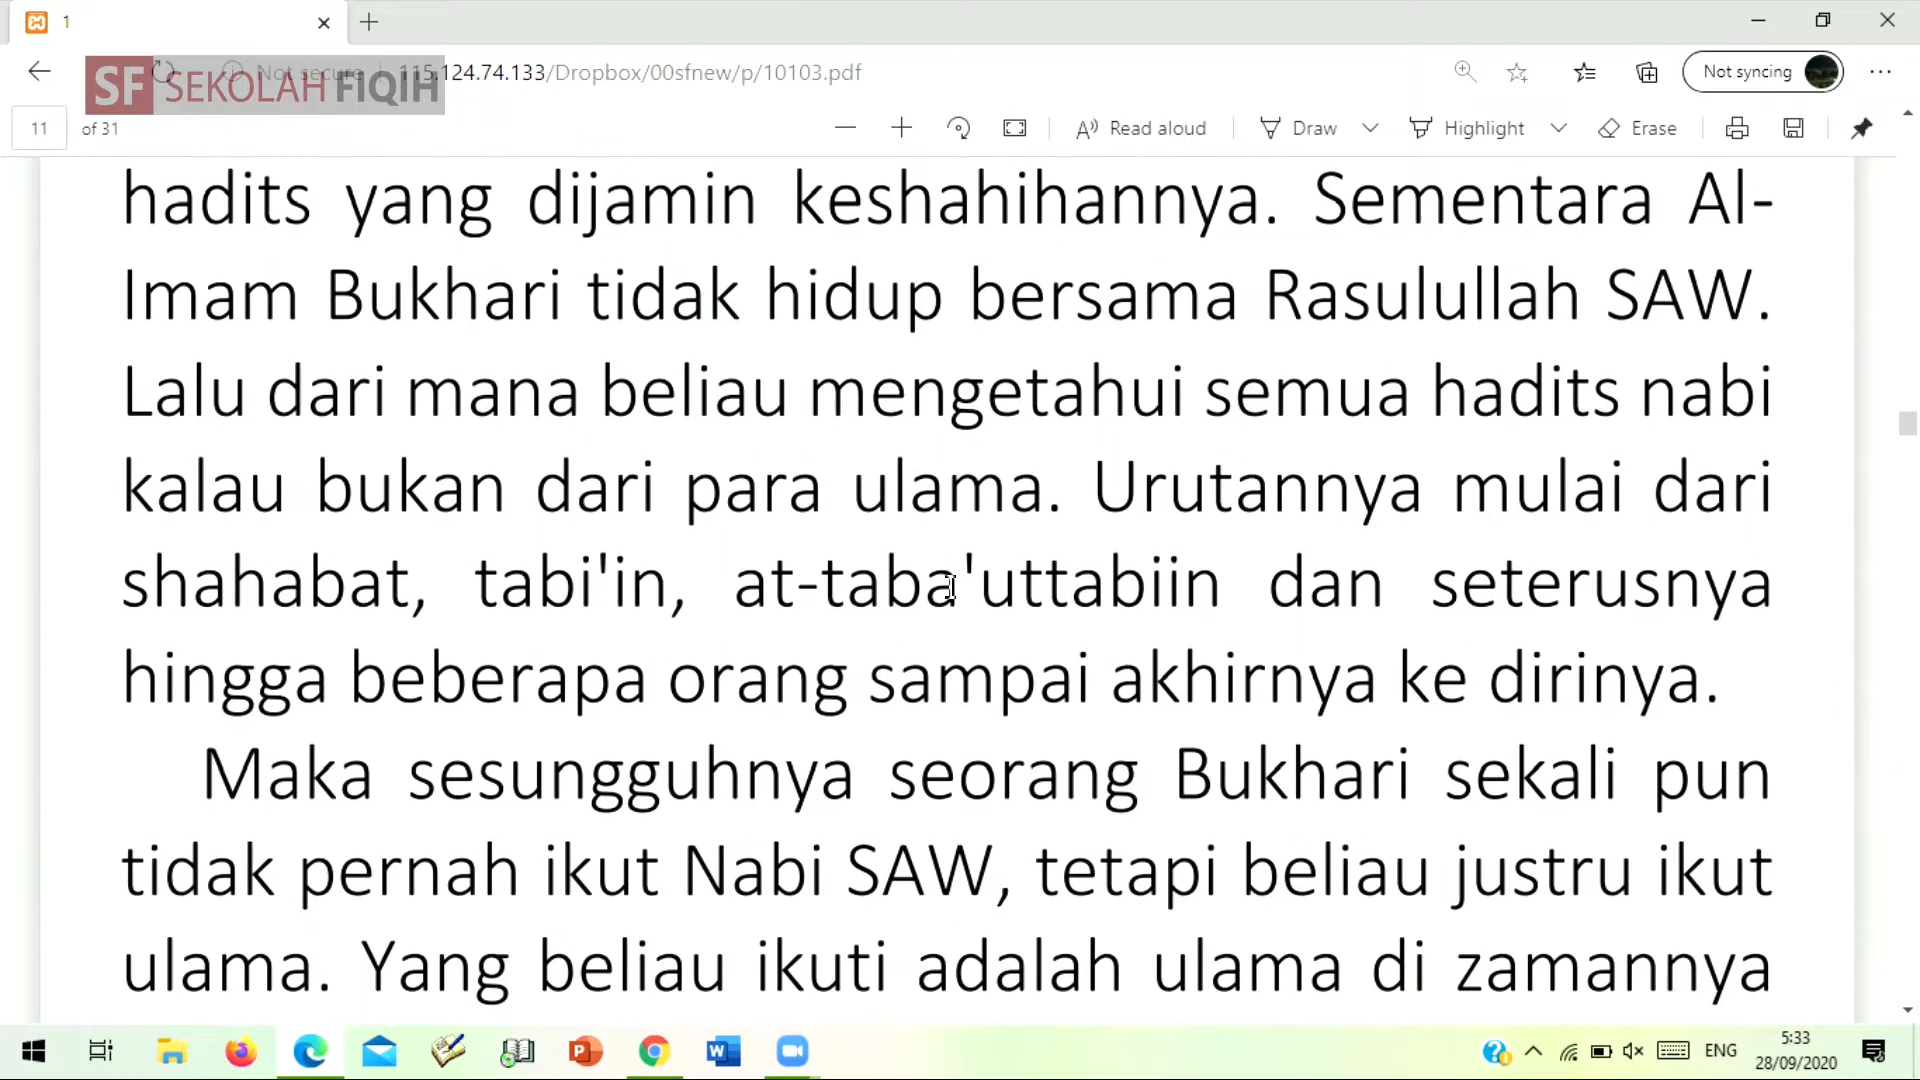 1
Not secure
115.124.74.133/Dropbox/00sfnew/p/10103.pdf
Not syncing
SF SEKOLAH FIQIH
11 of 31
Read aloud
Draw
Highlight
Erase
hadits yang dijamin keshahihannya. Sementara Al-
Imam Bukhari tidak hidup bersama Rasulullah SAW.
Lalu dari mana beliau mengetahui semua hadits nabi
kalau bukan dari para ulama. Urutannya mulai dari
shahabat, tabi'in, at-taba'uttabiin dan seterusnya
hingga beberapa orang sampai akhirnya ke dirinya.
Maka sesungguhnya seorang Bukhari sekali pun
tidak pernah ikut Nabi SAW, tetapi beliau justru ikut
ulama. Yang beliau ikuti adalah ulama di zamannya
ENG
5:33
28/09/2020